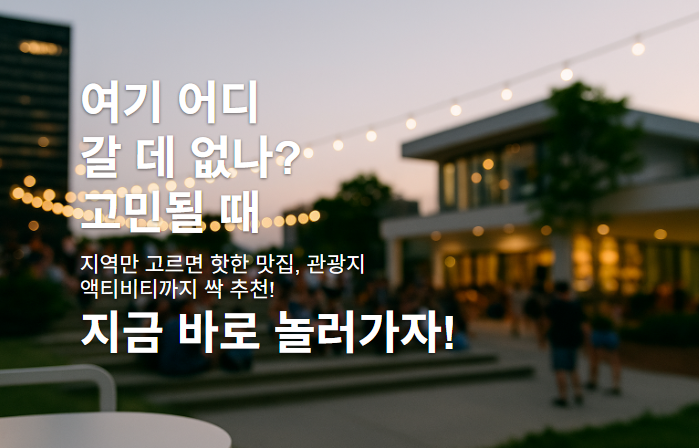 여기 어디
갈 데 없나?
고민될 때
지역만 고르면 핫한 맛집, 관광지
액티비티까지 싹 추천!
지금 바로 놀러가자!